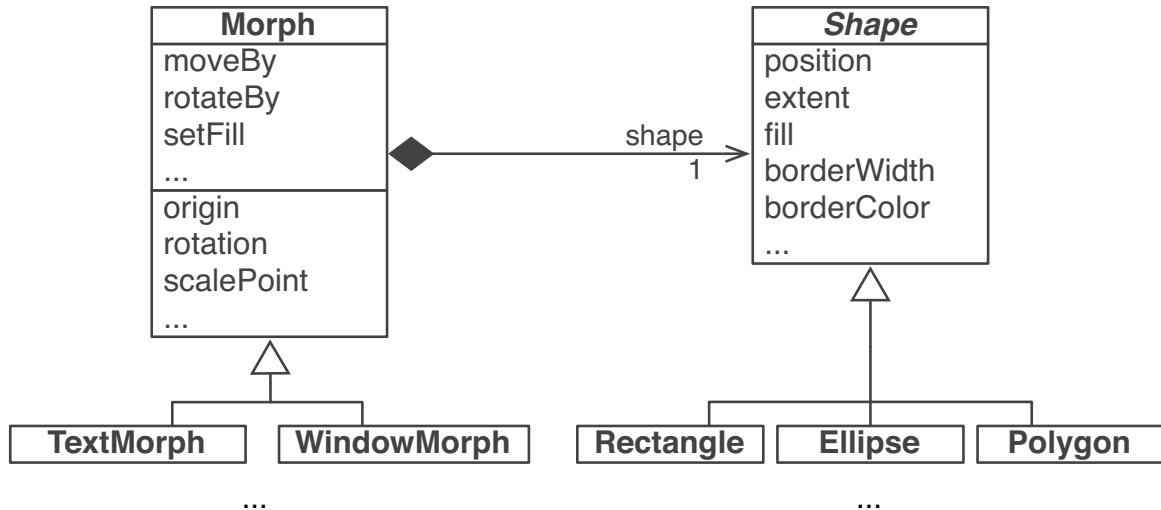 Morph
moveBy
rotateBy
setFill
...
origin
rotation
scalePoint
...
shape
1
Shape
position
extent
fill
borderWidth
borderColor
...
TextMorph
WindowMorph
...
Rectangle
Ellipse
Polygon
...